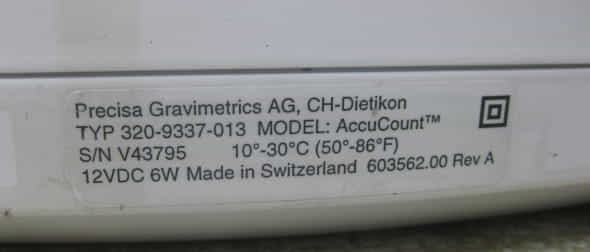 Precisa Gravimetrics AG, CH-Dietikon
TYP 320-9337-013 MODEL: AccuCount™
S/N V43795 10°-30°C (50°-86°F)
12VDC 6W Made in Switzerland 603562.00 Rev A